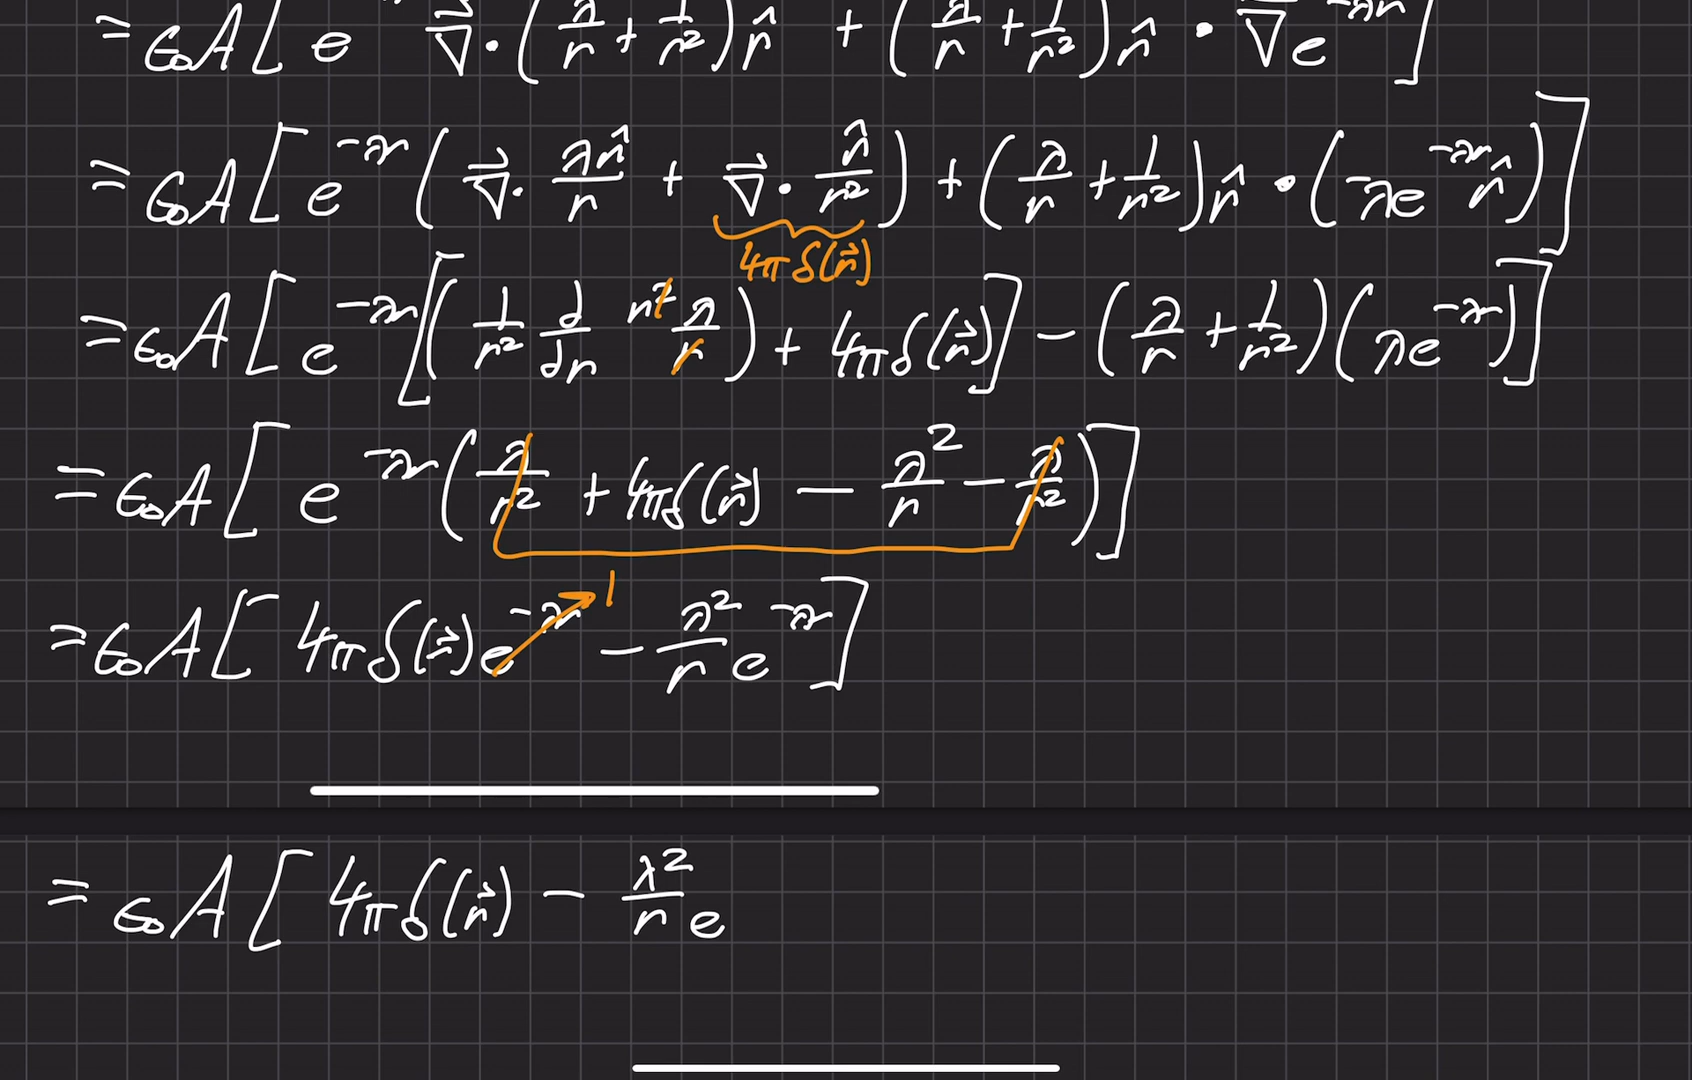 = ε₀A[ e ∇⃗·(λ/r + 1/r²)r̂ + (λ/r + 1/r²)r̂ · ∇⃗e^{-λr} ]
= ε₀A[ e^{-λr} ( ∇⃗· λr̂/r + ∇⃗· r̂/r² ) + (λ/r + 1/r²)r̂ · (-λe^{-λr} r̂) ]
4πδ(r⃗)
= ε₀A[ e^{-λr} [ ( 1/r² d/dr r² λ/r ) + 4πδ(r⃗) ] - (λ/r + 1/r²)(λe^{-λr}) ]
= ε₀A[ e^{-λr} ( λ/r² + 4πδ(r⃗) - λ²/r - λ/r² ) ]
1
= ε₀A[ 4πδ(r⃗)e^{-λr} - λ²/r e^{-λr} ]
= ε₀A[ 4πδ(r⃗) - λ²/r e